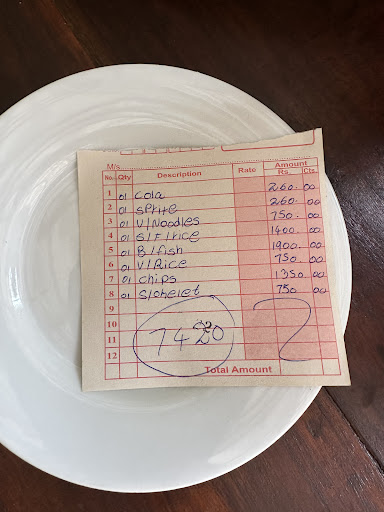 M/s
No. Qty Description Rate Amount Rs. Cts.
1 01 Cola 260. 00
2 01 Sprite 260. 00
3 01 V/Noodles 750. 00
4 01 S/F/rice 1400. 00
5 01 B/fish 1900. 00
6 01 V/Rice 750 00
7 01 chips 1350 00
8 01 S/omelet 750 00
9
10
11 7420
12
Total Amount